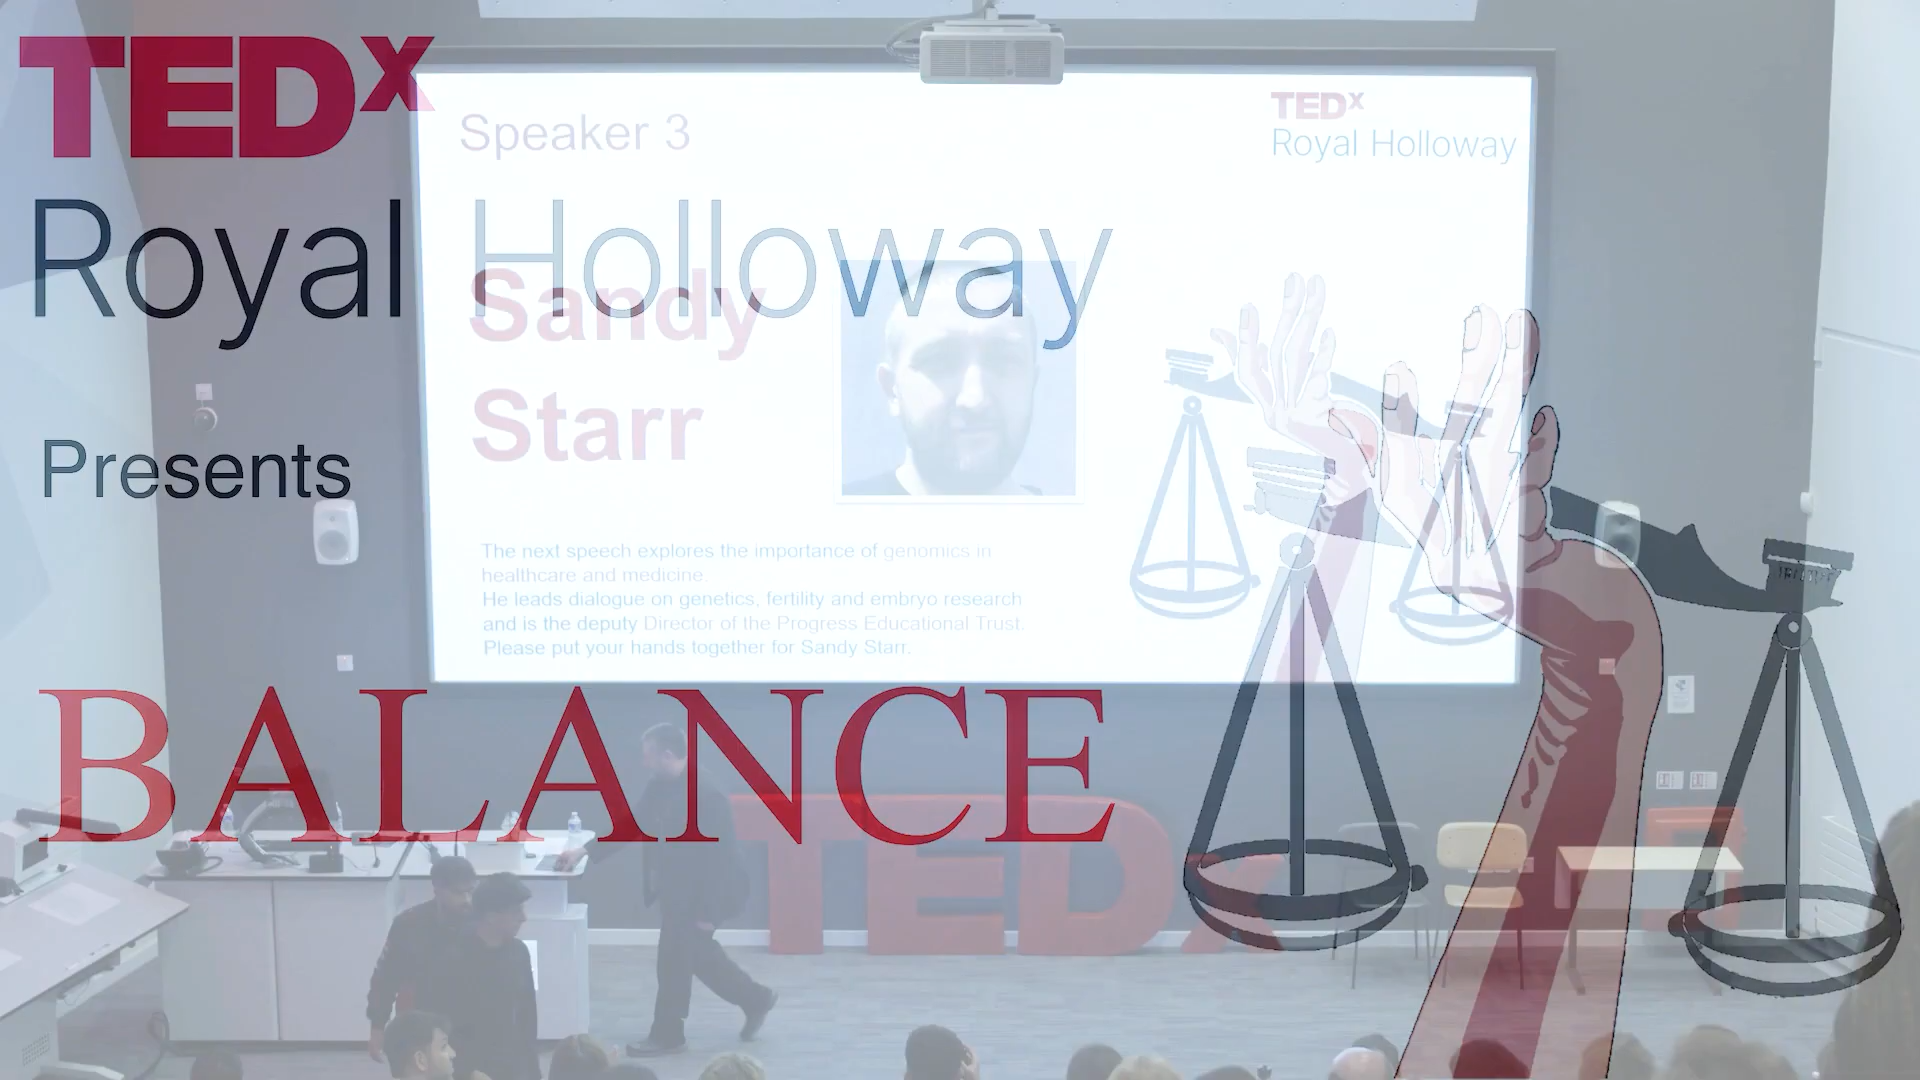 TEDx
Royal Holloway
Presents
BALANCE
Speaker 3
TEDx
Royal Holloway
Sandy
Starr
The next speech explores the importance of genomics in
healthcare and medicine.
He leads dialogue on genetics, fertility and embryo research
and is the deputy Director of the Progress Educational Trust.
Please put your hands together for Sandy Starr.
TEDx